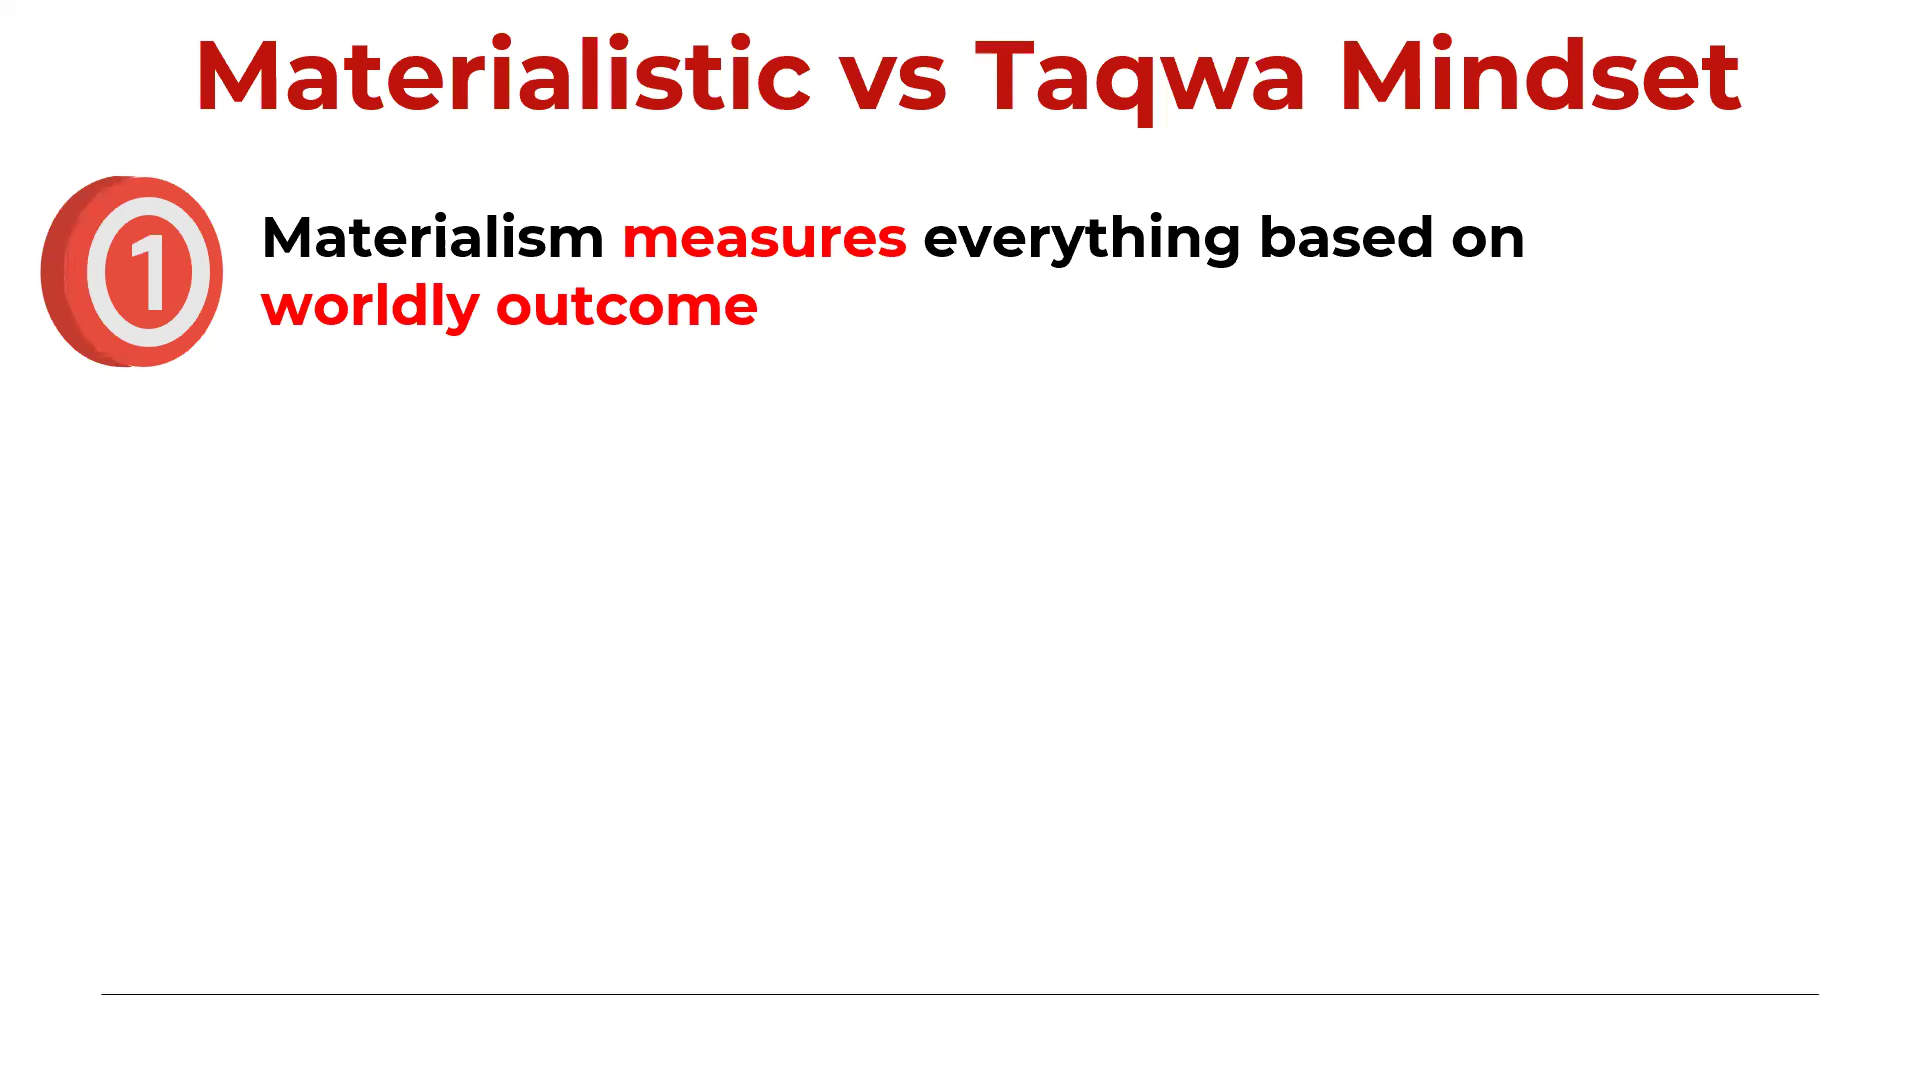 Materialistic vs Taqwa Mindset
1
Materialism measures everything based on
worldly outcome